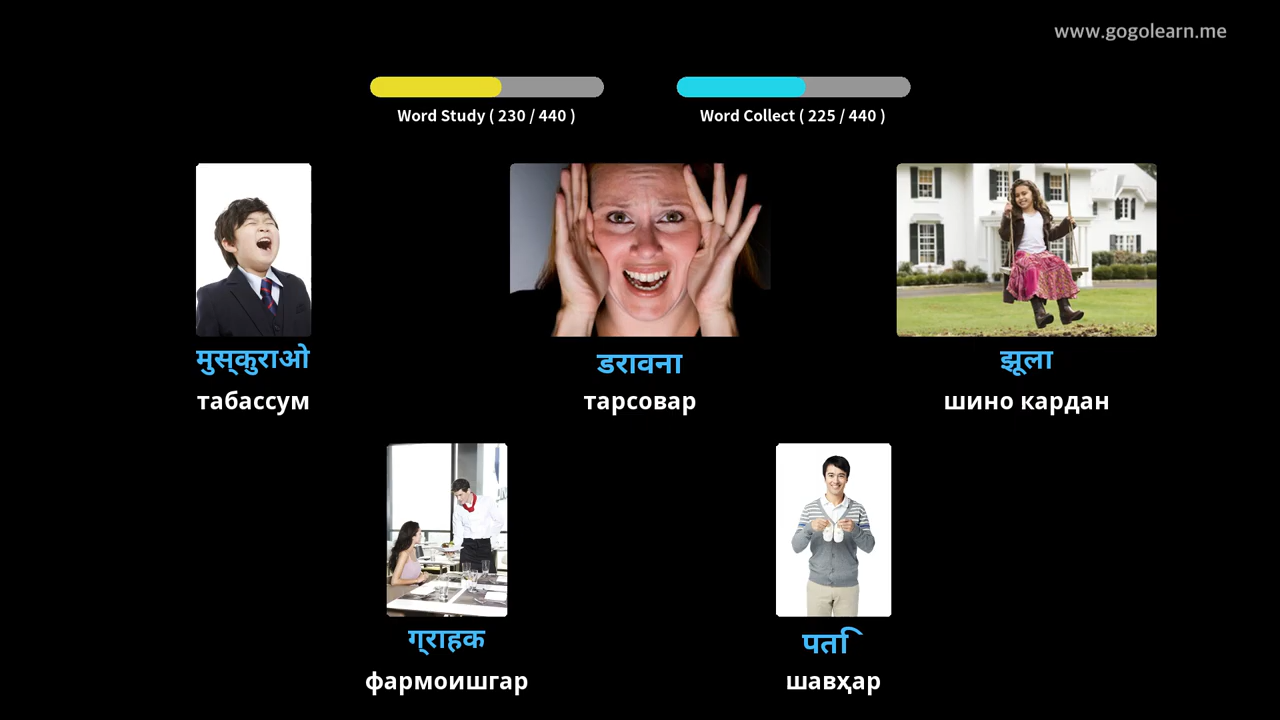 www.gogolearn.me
Word Study ( 230 / 440 )
Word Collect ( 225 / 440 )
मुस्कुराओ
табассум
डरावना
тарсовар
झूला
шино кардан
ग्राहक
фармоишгар
पति
шавҳар